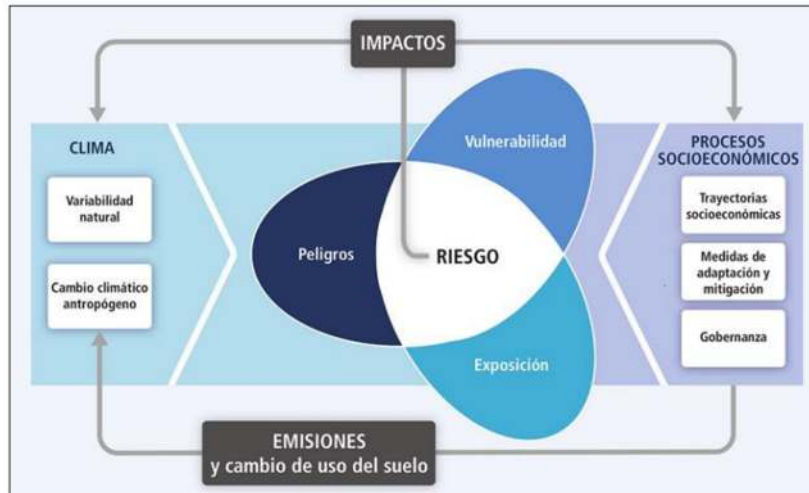 IMPACTOS
CLIMA
Variabilidad
natural
Cambio climático
antropógeno
Peligros
Vulnerabilidad
RIESGO
Exposición
PROCESOS
SOCIOECONÓMICOS
Trayectorias
socioeconómicas
Medidas de
adaptación y
mitigación
Gobernanza
EMISIONES
y cambio de uso del suelo